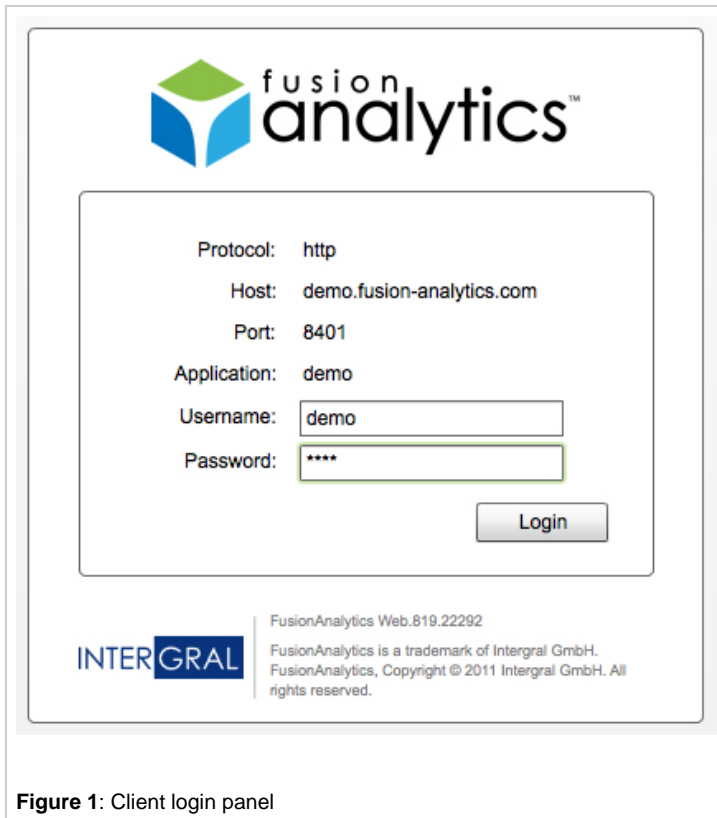 fusion
analytics™
Protocol: http
Host: demo.fusion-analytics.com
Port: 8401
Application: demo
Username: demo
Password: ****
Login
INTERGRAL
FusionAnalytics Web.819.22292
FusionAnalytics is a trademark of Intergral GmbH.
FusionAnalytics, Copyright © 2011 Intergral GmbH. All
rights reserved.
Figure 1: Client login panel